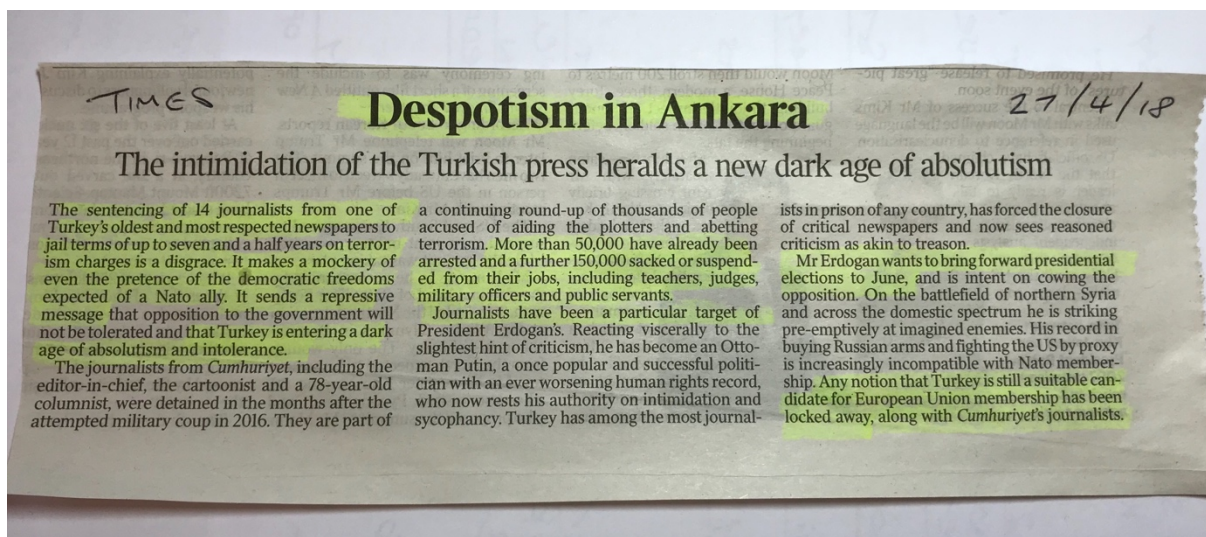 TIMES
27/4/18
Despotism in Ankara
The intimidation of the Turkish press heralds a new dark age of absolutism
The sentencing of 14 journalists from one of
Turkey's oldest and most respected newspapers to
jail terms of up to seven and a half years on terror-
ism charges is a disgrace. It makes a mockery of
even the pretence of the democratic freedoms
expected of a Nato ally. It sends a repressive
message that opposition to the government will
not be tolerated and that Turkey is entering a dark
age of absolutism and intolerance.
The journalists from Cumhuriyet, including the
editor-in-chief, the cartoonist and a 78-year-old
columnist, were detained in the months after the
attempted military coup in 2016. They are part of
a continuing round-up of thousands of people
accused of aiding the plotters and abetting
terrorism. More than 50,000 have already been
arrested and a further 150,000 sacked or suspend-
ed from their jobs, including teachers, judges,
military officers and public servants.
Journalists have been a particular target of
President Erdogan's. Reacting viscerally to the
slightest hint of criticism, he has become an Otto-
man Putin, a once popular and successful politi-
cian with an ever worsening human rights record,
who now rests his authority on intimidation and
sycophancy. Turkey has among the most journal-
ists in prison of any country, has forced the closure
of critical newspapers and now sees reasoned
criticism as akin to treason.
Mr Erdogan wants to bring forward presidential
elections to June, and is intent on cowing the
opposition. On the battlefield of northern Syria
and across the domestic spectrum he is striking
pre-emptively at imagined enemies. His record in
buying Russian arms and fighting the US by proxy
is increasingly incompatible with Nato member-
ship. Any notion that Turkey is still a suitable can-
didate for European Union membership has been
locked away, along with Cumhuriyet's journalists.